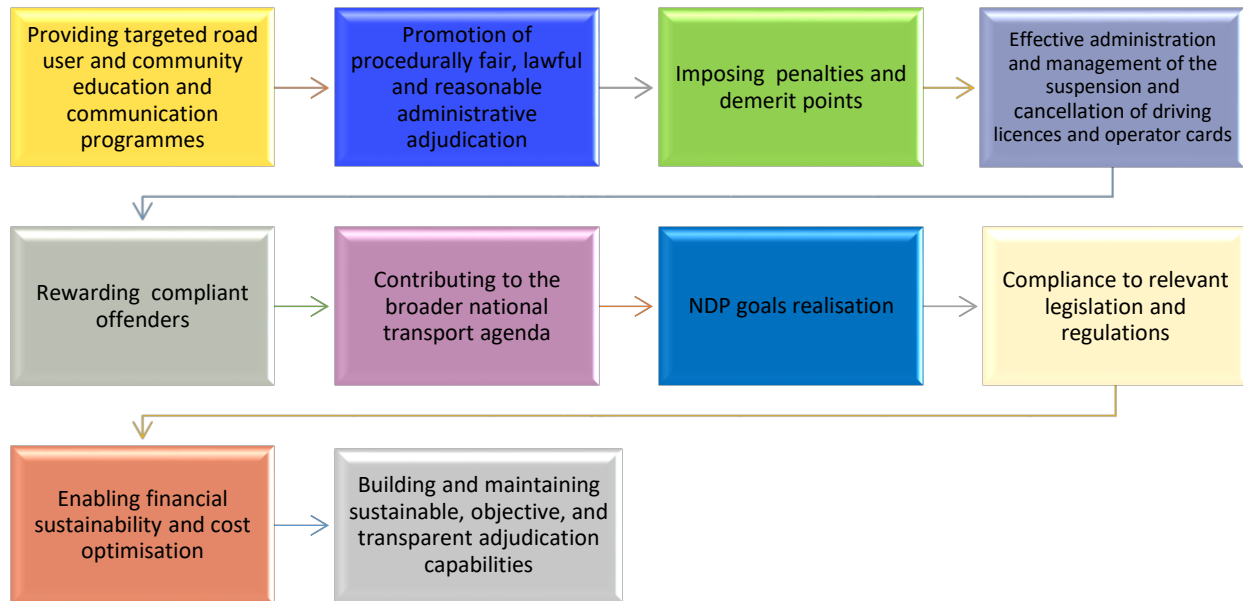 Providing targeted road
user and community
education and
communication
programmes
Promotion of
procedurally fair, lawful
and reasonable
administrative
adjudication
Imposing penalties and
demerit points
Effective administration
and management of the
suspension and
cancellation of driving
licences and operator cards
Rewarding compliant
offenders
Contributing to the
broader national
transport agenda
NDP goals realisation
Compliance to relevant
legislation and
regulations
Enabling financial
sustainability and cost
optimisation
Building and maintaining
sustainable, objective, and
transparent adjudication
capabilities